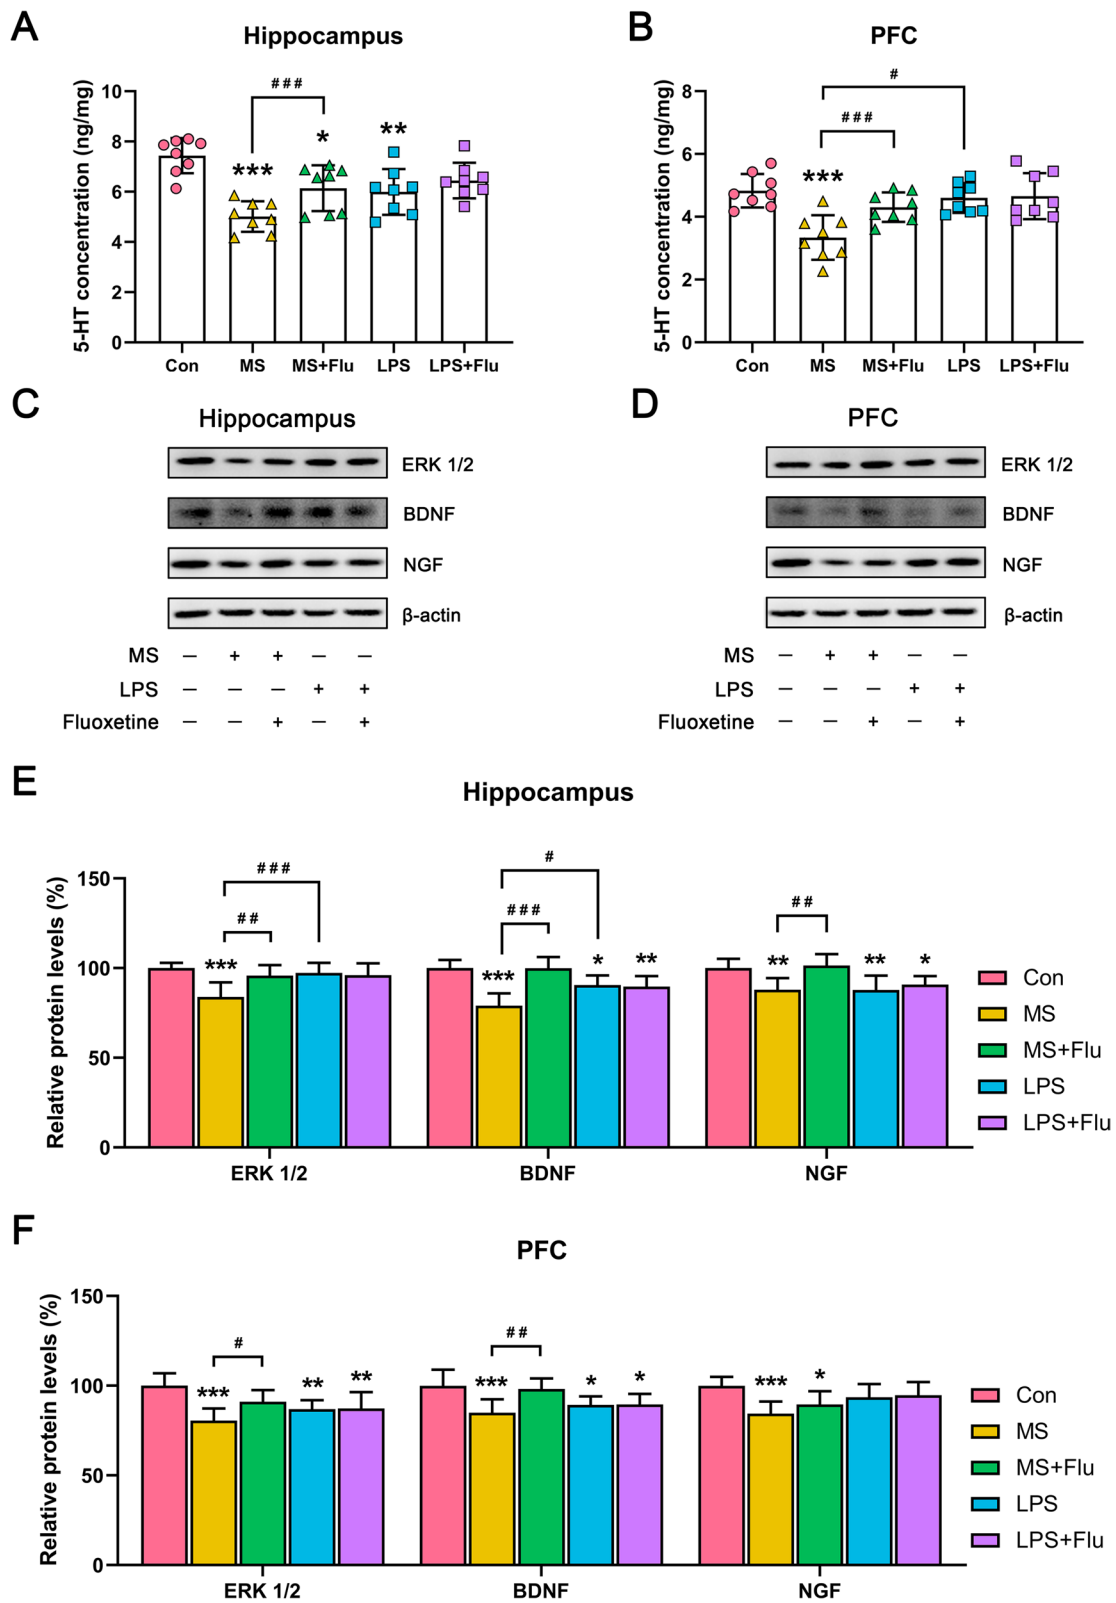 A
Hippocampus
5-HT concentration (ng/mg)
10
8
6
4
2
0
###
***
*
**
Con MS MS+Flu LPS LPS+Flu
B
PFC
5-HT concentration (ng/mg)
8
6
4
2
0
#
###
***
Con MS MS+Flu LPS LPS+Flu
C
Hippocampus
ERK 1/2
BDNF
NGF
β-actin
MS − + + − −
LPS − − − + +
Fluoxetine − − + − +
D
PFC
ERK 1/2
BDNF
NGF
β-actin
MS − + + − −
LPS − − − + +
Fluoxetine − − + − +
E
Hippocampus
Relative protein levels (%)
150
100
50
0
###
##
***
#
###
*** * **
##
** ** *
ERK 1/2 BDNF NGF
Con
MS
MS+Flu
LPS
LPS+Flu
F
PFC
Relative protein levels (%)
150
100
50
0
#
*** ** **
##
*** * *
*** *
ERK 1/2 BDNF NGF
Con
MS
MS+Flu
LPS
LPS+Flu